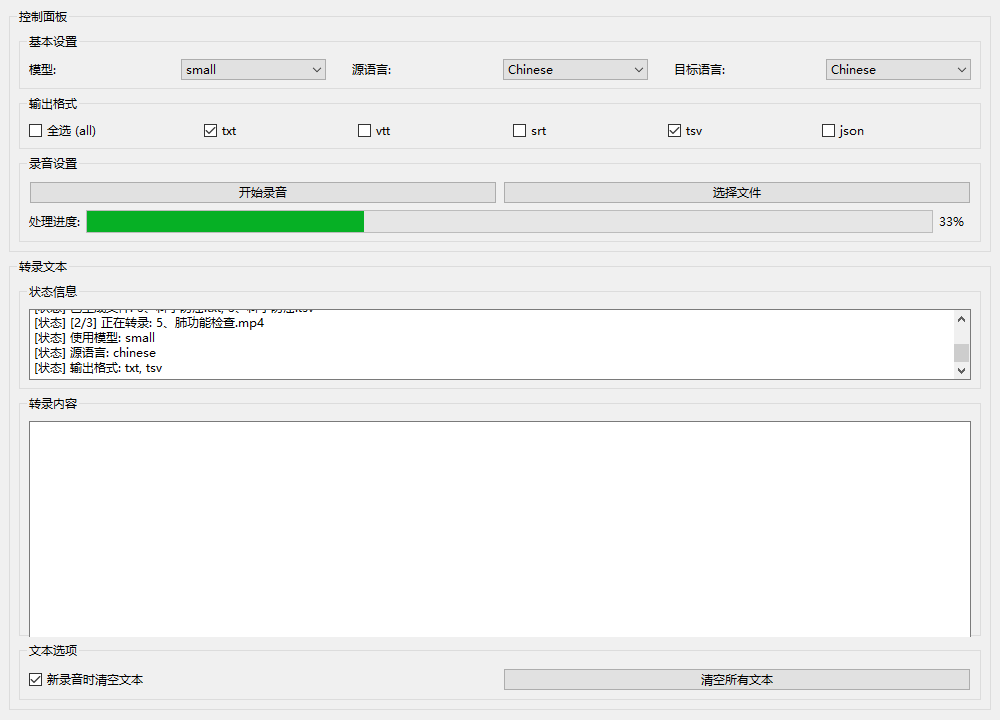 控制面板
基本设置
模型: small 源语言: Chinese 目标语言: Chinese
输出格式
全选 (all) txt vtt srt tsv json
录音设置
开始录音 选择文件
处理进度: 33%
转录文本
状态信息
[状态] [2/3] 正在转录: 5、肺功能检查.mp4
[状态] 使用模型: small
[状态] 源语言: chinese
[状态] 输出格式: txt, tsv
转录内容
文本选项
新录音时清空文本 清空所有文本